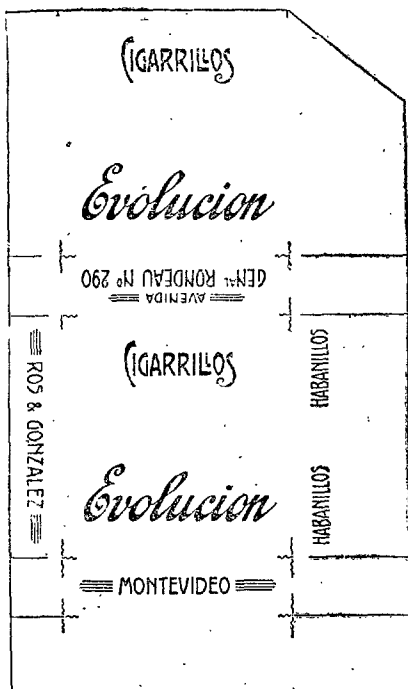 CIGARRILLOS
Evolucion
AVENIDA
GENAL RONDEAU Nº 290
CIGARRILLOS
HABANILLOS
ROS & GONZALEZ
Evolucion
HABANILLOS
MONTEVIDEO